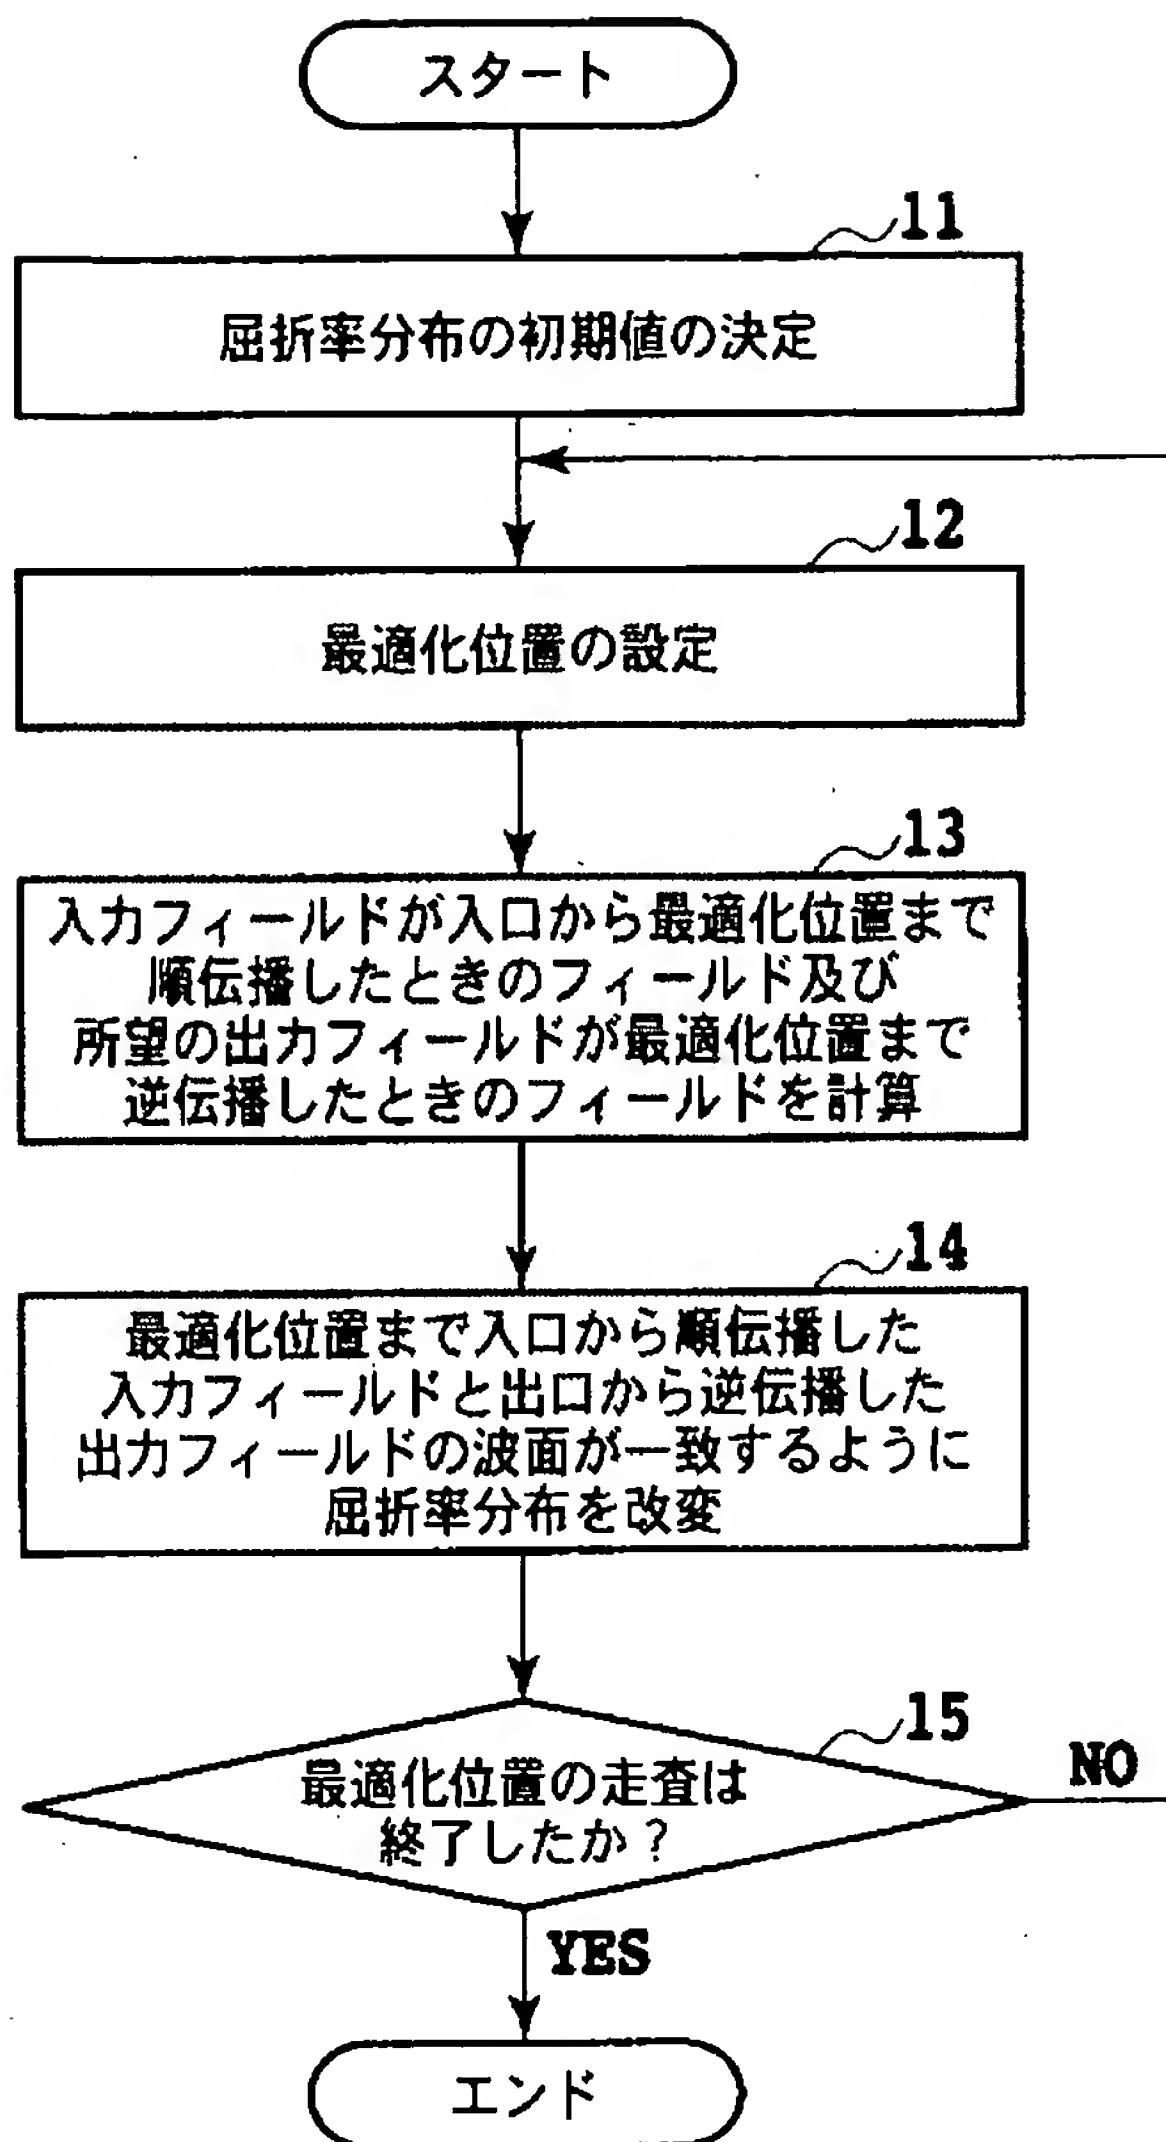 スタート
11
屈折率分布の初期値の決定
12
最適化位置の設定
13
入力フィールドが入口から最適化位置まで
順伝播したときのフィールド及び
所望の出力フィールドが最適化位置まで
逆伝播したときのフィールドを計算
14
最適化位置まで入口から順伝播した
入力フィールドと出口から逆伝播した
出力フィールドの波面が一致するように
屈折率分布を改変
15
最適化位置の走査は
終了したか？
NO
YES
エンド